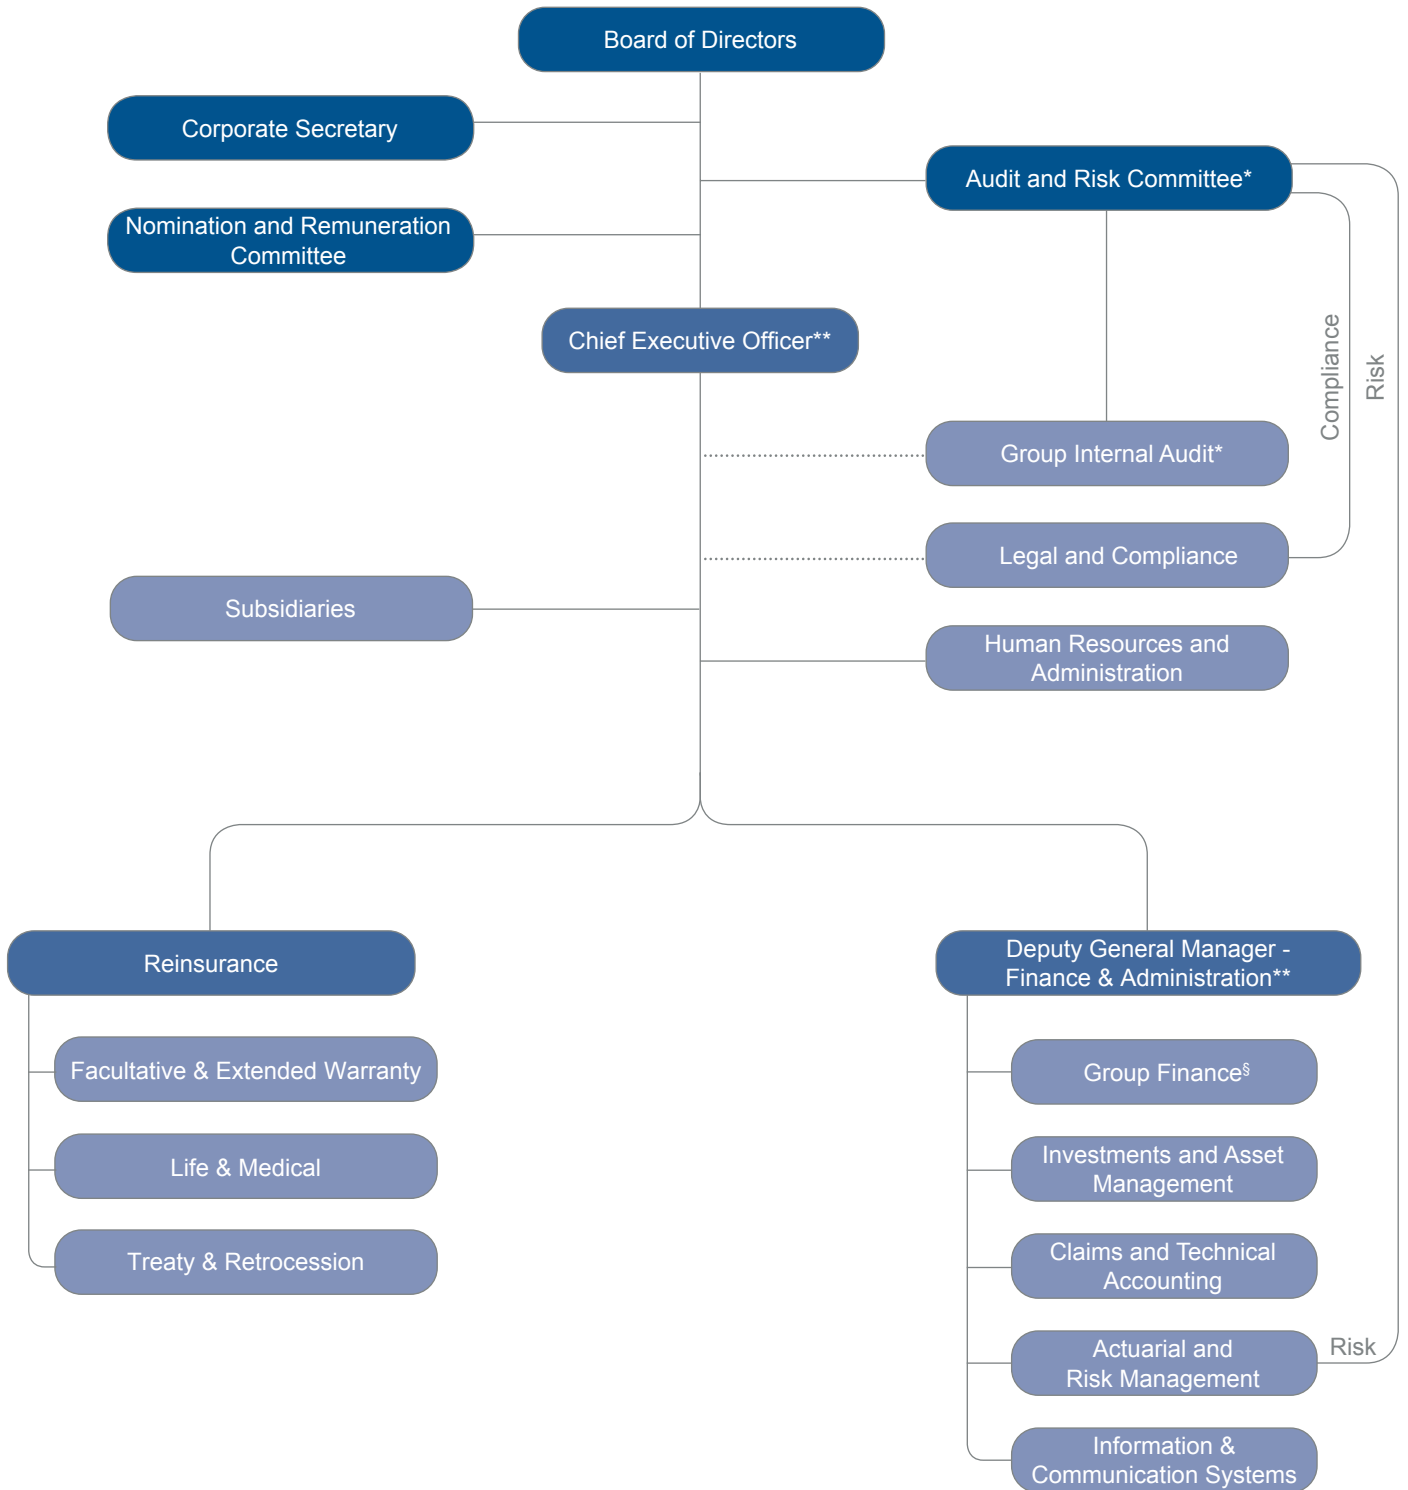 Board of Directors
Corporate Secretary
Audit and Risk Committee*
Nomination and Remuneration
Committee
Chief Executive Officer**
Compliance
Risk
Group Internal Audit*
Legal and Compliance
Subsidiaries
Human Resources and
Administration
Reinsurance
Deputy General Manager -
Finance & Administration**
Facultative & Extended Warranty
Life & Medical
Treaty & Retrocession
Group Finance§
Investments and Asset
Management
Claims and Technical
Accounting
Actuarial and
Risk Management
Risk
Information &
Communication Systems